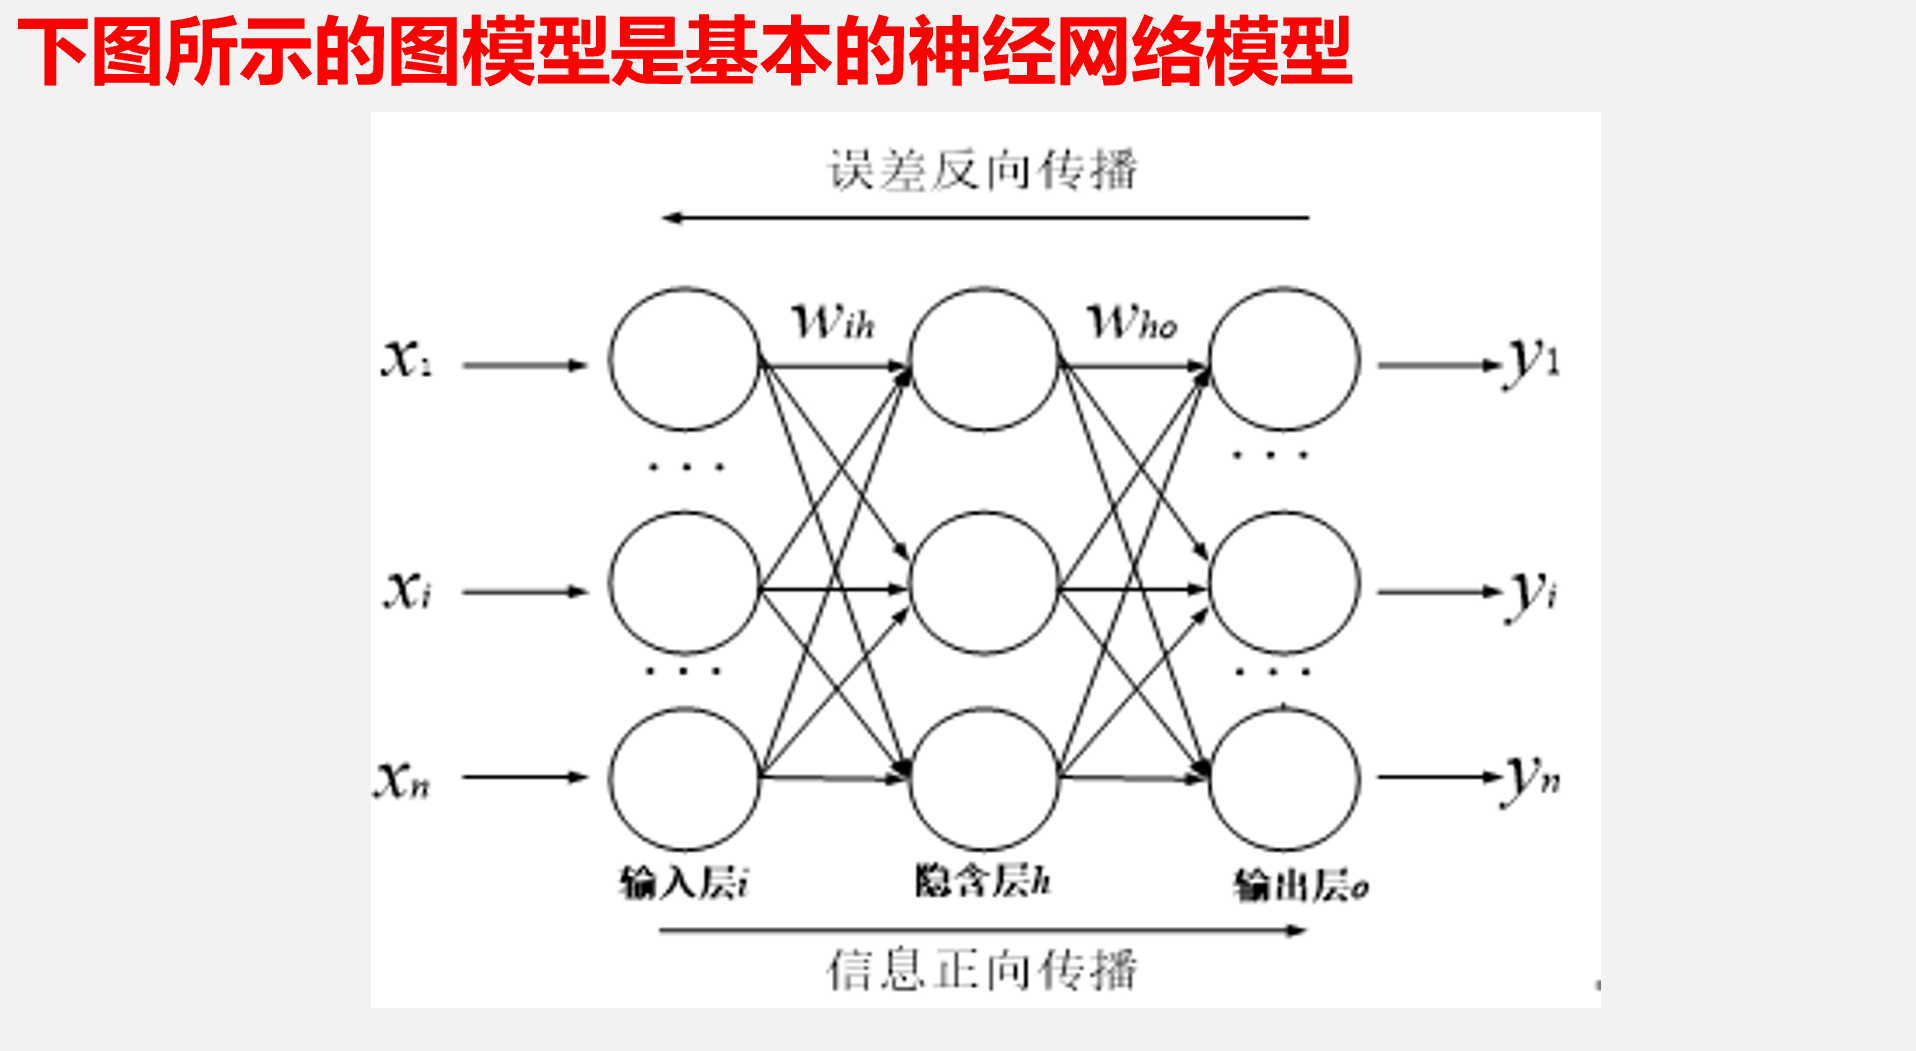 下图所示的图模型是基本的神经网络模型
误差反向传播
wih who
x1 y1
...
...
xi yi
...
...
xn yn
输入层i 隐含层h 输出层o
信息正向传播